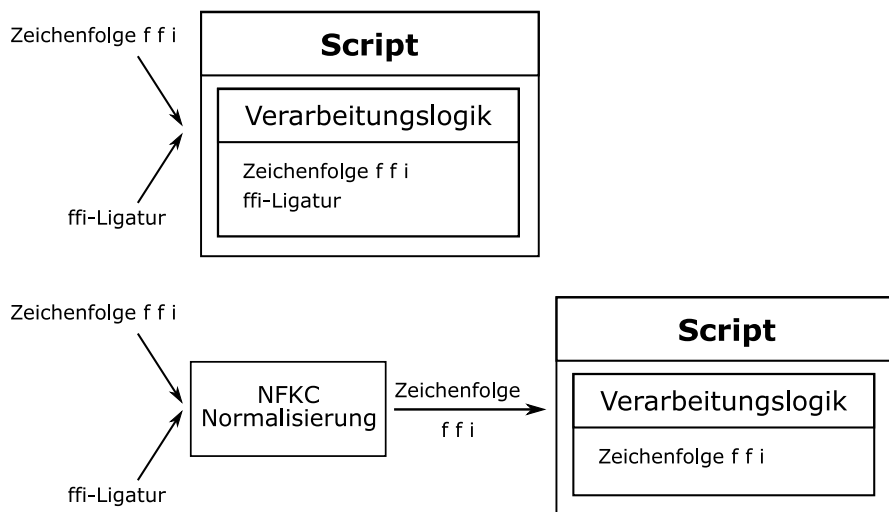 Zeichenfolge f f i
ffi-Ligatur
Script
Verarbeitungslogik
Zeichenfolge f f i
ffi-Ligatur
Zeichenfolge f f i
ffi-Ligatur
NFKC
Normalisierung
Zeichenfolge
f f i
Script
Verarbeitungslogik
Zeichenfolge f f i